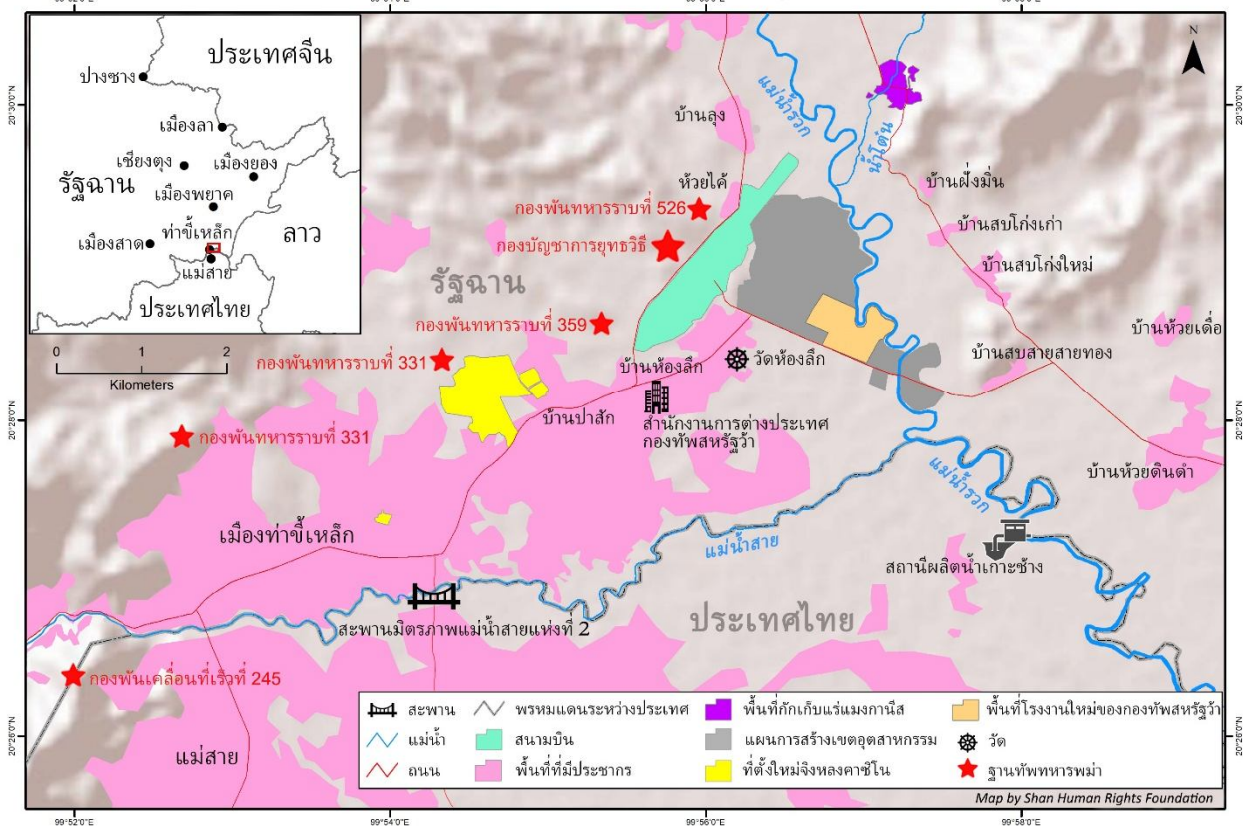 99°54'0"E
99°58'0"E
N
ประเทศจีน
ปางซาง
เมืองลา
เชียงตุง
เมืองยอง
รัฐฉาน
เมืองพยาค
ท่าขี้เหล็ก
ลาว
เมืองสาด
แม่สาย
ประเทศไทย
0 1 2
Kilometers
20°30'0"N
20°30'0"N
แม่น้ำรวก
น้ำโต๋น
บ้านลุง
ห้วยไค้
บ้านฝั่งมิ่น
กองพันทหารราบที่ 526
บ้านสบโก่งเก่า
กองบัญชาการยุทธวิธี
บ้านสบโก่งใหม่
รัฐฉาน
กองพันทหารราบที่ 359
บ้านห้วยเดื่อ
กองพันทหารราบที่ 331
บ้านห้องลึก
วัดห้องลึก
บ้านสบสายสายทอง
20°28'0"N
20°28'0"N
บ้านปาสัก
สำนักงานการต่างประเทศ
กองทัพสหรัฐว้า
กองพันทหารราบที่ 331
แม่น้ำรวก
บ้านห้วยดินดำ
เมืองท่าขี้เหล็ก
แม่น้ำสาย
สถานีผลิตน้ำเกาะช้าง
ประเทศไทย
สะพานมิตรภาพแม่น้ำสายแห่งที่ 2
กองพันเคลื่อนที่เร็วที่ 245
แม่สาย
20°26'0"N
20°26'0"N
สะพาน
พรหมแดนระหว่างประเทศ
พื้นที่กักเก็บแร่แมงกานีส
พื้นที่โรงงานใหม่ของกองทัพสหรัฐว้า
แม่น้ำ
สนามบิน
แผนการสร้างเขตอุตสาหกรรม
วัด
ถนน
พื้นที่ที่มีประชากร
ที่ตั้งใหม่จิงหลงคาซิโน
ฐานทัพทหารพม่า
Map by Shan Human Rights Foundation
99°52'0"E
99°54'0"E
99°56'0"E
99°58'0"E